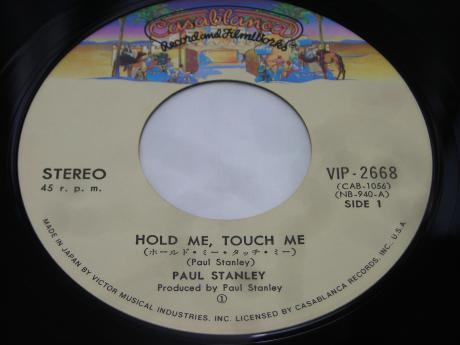 Casablanca
Record and FilmWorks
STEREO
45 r. p. m.
VIP-2668
(CAB-1056)
(NB-940-A)
SIDE 1
HOLD ME, TOUCH ME
(ホールド・ミー・タッチ・ミー)
(Paul Stanley)
PAUL STANLEY
Produced by Paul Stanley
①
MADE IN JAPAN BY VICTOR MUSICAL INDUSTRIES, INC. LICENSED BY CASABLANCA RECORDS, INC. U.S.A.